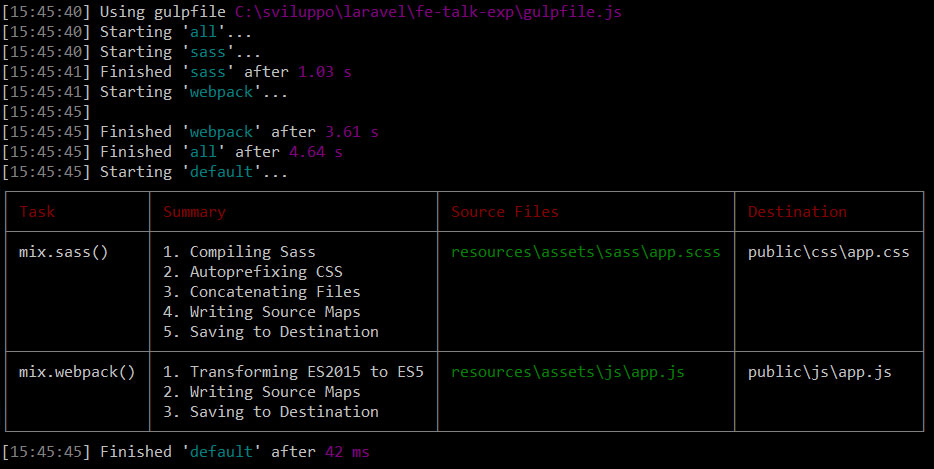 [15:45:40] Using gulpfile C:\sviluppo\laravel\fe-talk-exp\gulpfile.js
[15:45:40] Starting 'all'...
[15:45:40] Starting 'sass'...
[15:45:41] Finished 'sass' after 1.03 s
[15:45:41] Starting 'webpack'...
[15:45:45]
[15:45:45] Finished 'webpack' after 3.61 s
[15:45:45] Finished 'all' after 4.64 s
[15:45:45] Starting 'default'...
Task Summary Source Files Destination
mix.sass() 1. Compiling Sass resources\assets\sass\app.scss public\css\app.css
2. Autoprefixing CSS
3. Concatenating Files
4. Writing Source Maps
5. Saving to Destination
mix.webpack() 1. Transforming ES2015 to ES5 resources\assets\js\app.js public\js\app.js
2. Writing Source Maps
3. Saving to Destination
[15:45:45] Finished 'default' after 42 ms